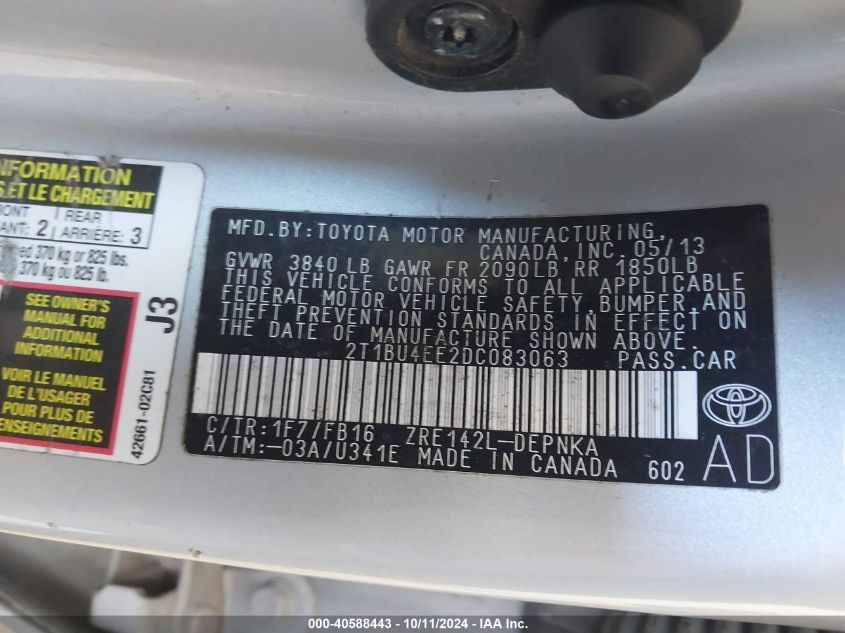 NFORMATION
S ET LE CHARGEMENT
RONT
ANT: 2
REAR
ARRIÈRE: 3
ed 370 kg or 825 lbs.
370 kg ou 825 lb.
SEE OWNER'S
MANUAL FOR
ADDITIONAL
INFORMATION
VOIR LE MANUEL
DE L'USAGER
POUR PLUS DE
RENSEIGNEMENTS
42661-02C81
J3
MFD.BY:TOYOTA MOTOR MANUFACTURING,
CANADA,INC. 05/13
GVWR 3840 LB GAWR FR 2090LB RR 1850LB
THIS VEHICLE CONFORMS TO ALL APPLICABLE
FEDERAL MOTOR VEHICLE SAFETY,BUMPER,AND
THEFT PREVENTION STANDARDS IN EFFECT ON
THE DATE OF MANUFACTURE SHOWN ABOVE.
2T1BU4EE2DC083063 PASS.CAR
C/TR:1F7/FB16 ZRE142L-DEPNKA
A/TM:-03A/U341E MADE IN CANADA 602
AD
000-40588443 - 10/11/2024 - IAA Inc.